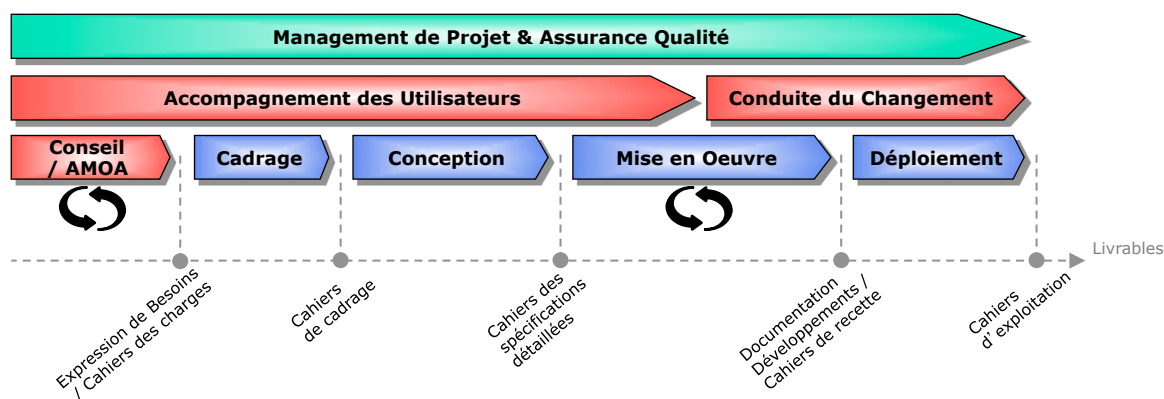 Management de Projet & Assurance Qualité
Accompagnement des Utilisateurs
Conduite du Changement
Conseil
/ AMOA
Cadrage
Conception
Mise en Oeuvre
Déploiement
Livrables
Expression de Besoins
/ Cahiers des charges
Cahiers
de cadrage
Cahiers des
spécifications
détaillées
Documentation
Développements /
Cahiers de recette
Cahiers
d’ exploitation